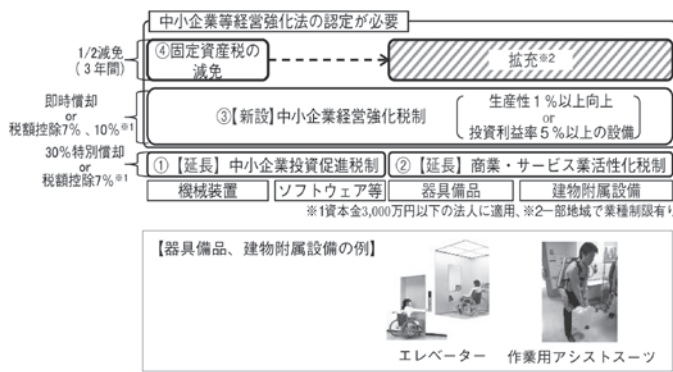 中小企業等経営強化法の認定が必要
1/2減免
(3年間)
④固定資産税の
減免
拡充※2
即時償却
or
税額控除7%、10%※1
③【新設】中小企業経営強化税制
生産性1%以上向上
or
投資利益率5%以上の設備
30%特別償却
or
税額控除7%※1
①【延長】中小企業投資促進税制
②【延長】商業・サービス業活性化税制
機械装置
ソフトウェア等
器具備品
建物附属設備
※1資本金3,000万円以下の法人に適用、※2一部地域で業種制限有り
【器具備品、建物附属設備の例】
エレベーター
作業用アシストスーツ